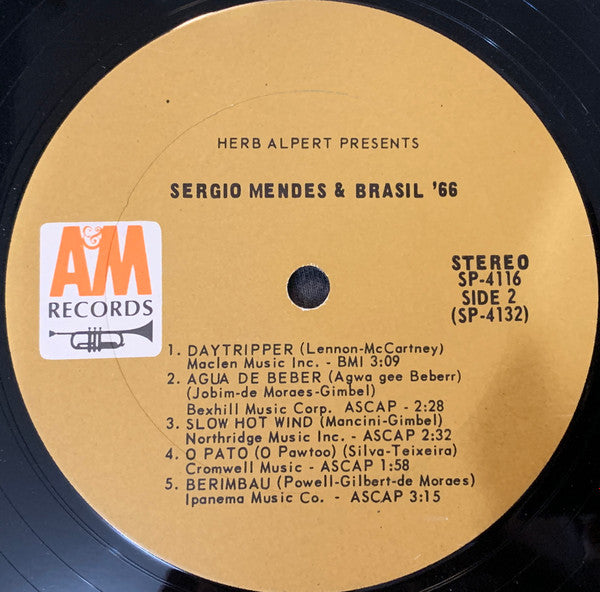 HERB ALPERT PRESENTS
SERGIO MENDES & BRASIL '66
A&M
RECORDS
STEREO
SP-4116
SIDE 2
(SP-4132)
1. DAYTRIPPER (Lennon-McCartney)
Maclen Music Inc. - BMI 3:09
2. AGUA DE BEBER (Agwa gee Beberr)
(Jobim-de Moraes-Gimbel)
Bexhill Music Corp. ASCAP - 2:28
3. SLOW HOT WIND (Mancini-Gimbel)
Northridge Music Inc. - ASCAP 2:32
4. O PATO (O Pawtoo) (Silva-Teixeira)
Cromwell Music - ASCAP 1:58
5. BERIMBAU (Powell-Gilbert-de Moraes)
Ipanema Music Co. - ASCAP 3:15